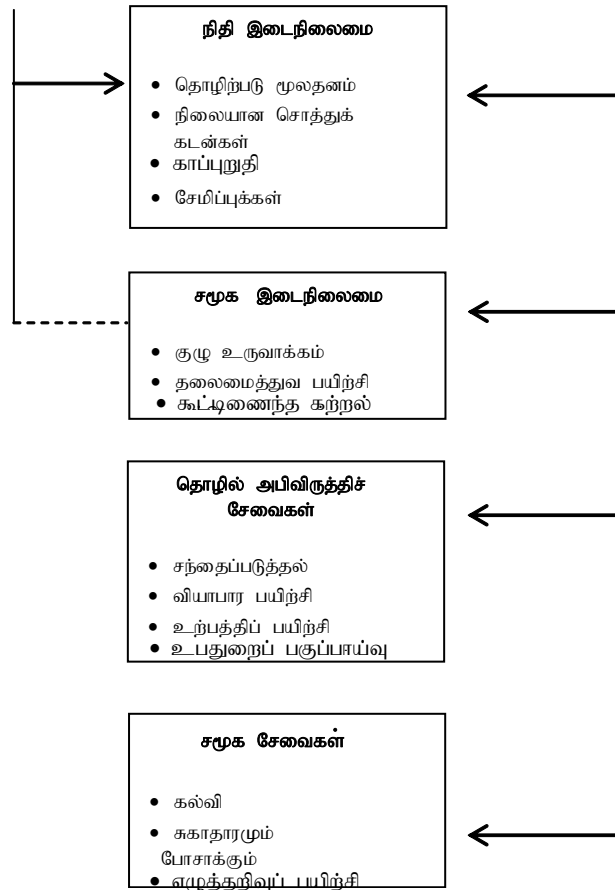 நிதி இடைநிலைமை
• தொழிற்படு மூலதனம்
• நிலையான சொத்துக்
கடன்கள்
• காப்புறுதி
• சேமிப்புக்கள்
சமூக இடைநிலைமை
• குழு உருவாக்கம்
• தலைமைத்துவ பயிற்சி
• கூட்டிணைந்த கற்றல்
தொழில் அபிவிருத்திச்
சேவைகள்
• சந்தைப்படுத்தல்
• வியாபார பயிற்சி
• உற்பத்திப் பயிற்சி
• உபதுறைப் பகுப்பாய்வு
சமூக சேவைகள்
• கல்வி
• சுகாதாரமும்
போசாக்கும்
• எழுத்தறிவுப் பயிற்சி